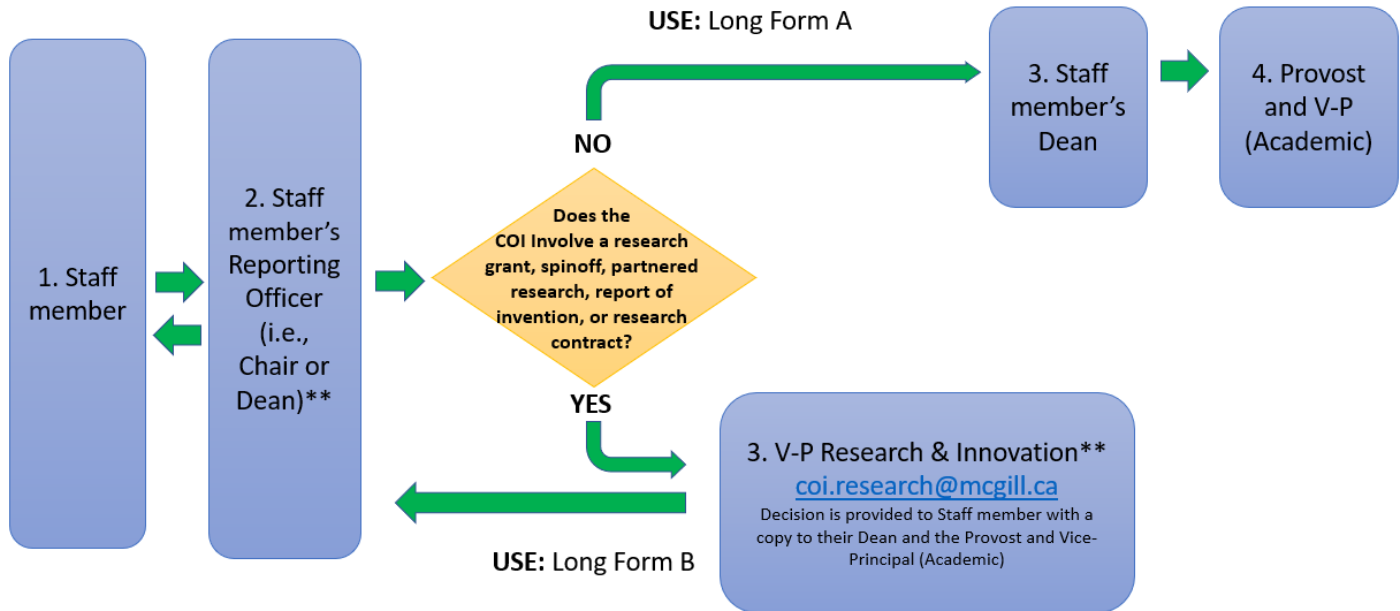 USE: Long Form A
1. Staff
member
2. Staff
member's
Reporting
Officer
(i.e.,
Chair or
Dean)**
NO
Does the
COI Involve a research
grant, spinoff, partnered
research, report of
invention, or research
contract?
YES
3. Staff
member's
Dean
4. Provost
and V-P
(Academic)
3. V-P Research & Innovation**
coi.research@mcgill.ca
Decision is provided to Staff member with a
copy to their Dean and the Provost and Vice-
Principal (Academic)
USE: Long Form B